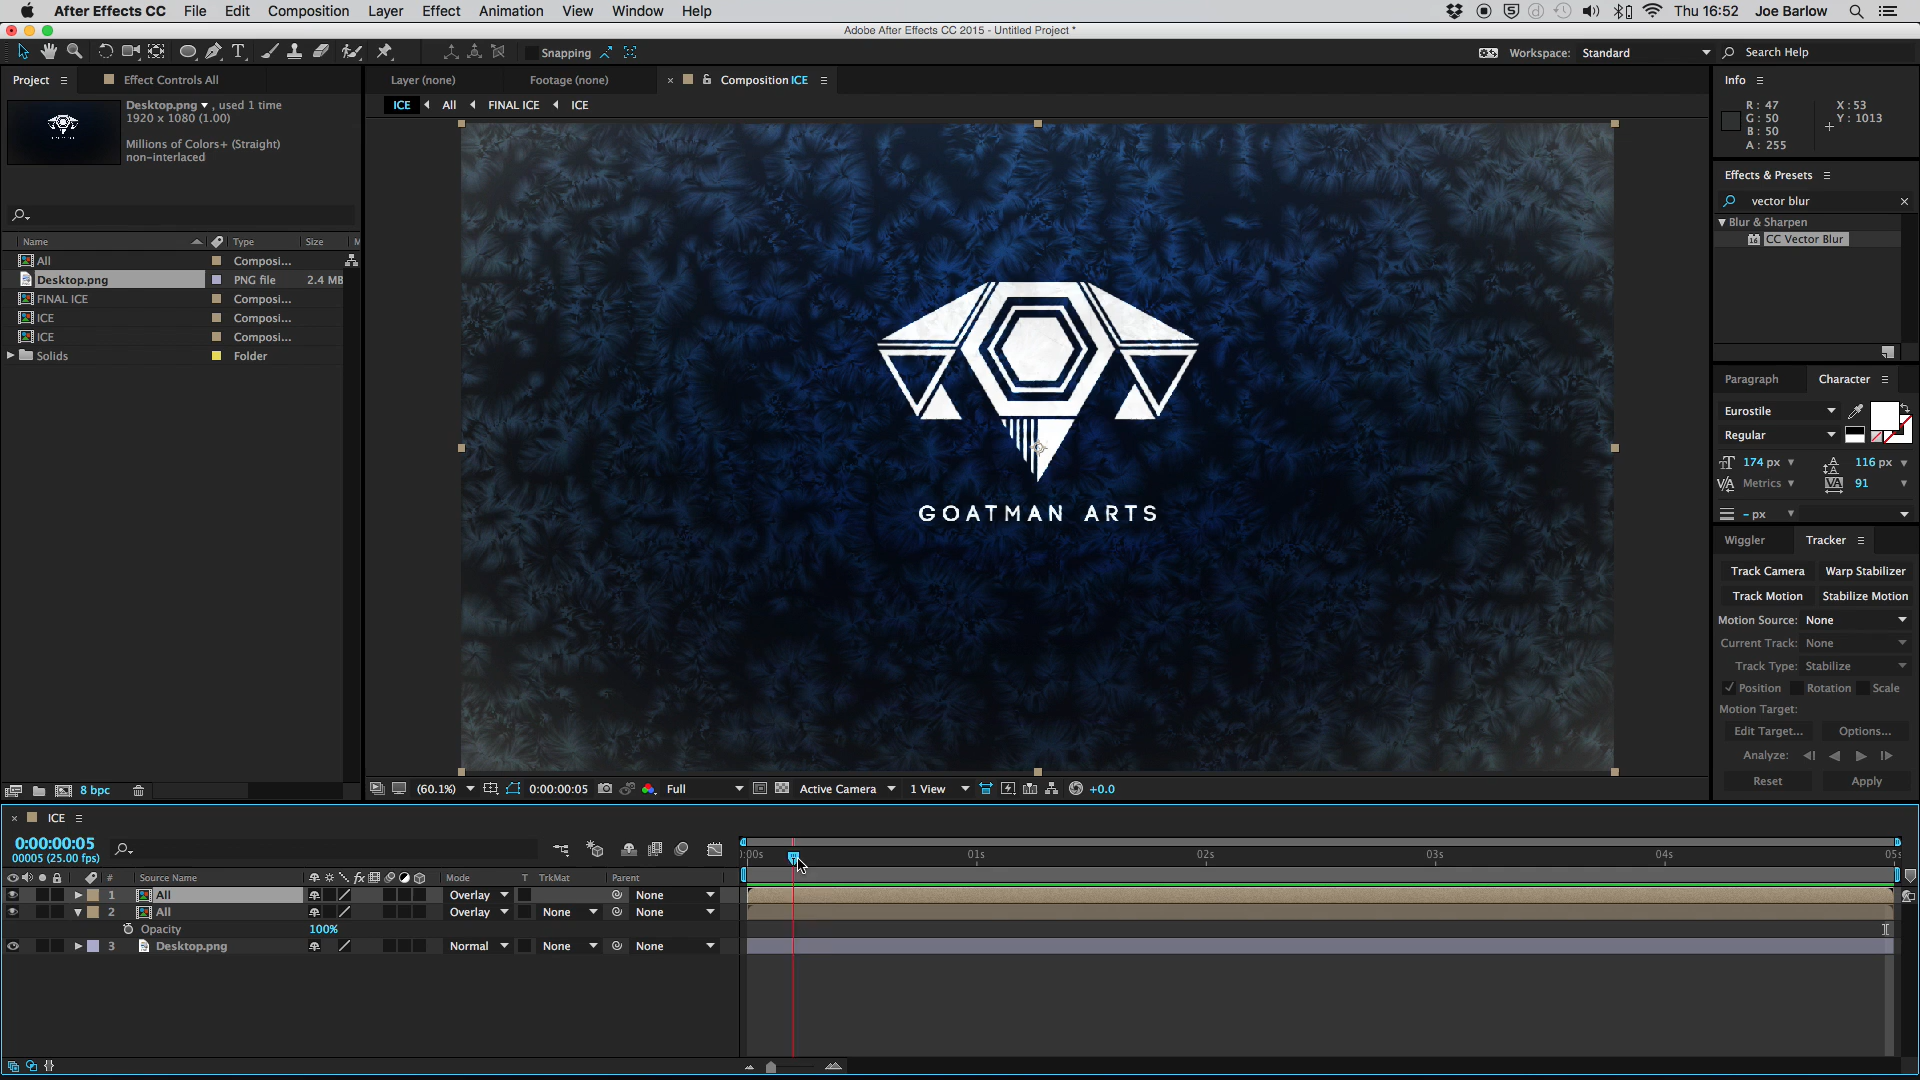 After Effects CC File Edit Composition Layer Effect Animation View Window Help Thu 16:52 Joe Barlow
Adobe After Effects CC 2015 - Untitled Project *
T Snapping Workspace: Standard Search Help
Project Effect Controls All Layer (none) Footage (none) × Composition ICE Info
ICE All FINAL ICE ICE
Desktop.png , used 1 time
1920 x 1080 (1.00)
Millions of Colors+ (Straight)
non-interlaced
R: 47 X: 53
G: 50 Y: 1013
B: 50
A: 255
Effects & Presets
vector blur ×
Blur & Sharpen
16 CC Vector Blur
Name Type Size M
All Composi...
Desktop.png PNG file 2.4 MB
FINAL ICE Composi...
ICE Composi...
ICE Composi...
Solids Folder
GOATMAN ARTS
Paragraph Character
Eurostile
Regular
174 px 116 px
Metrics 91
- px
Wiggler Tracker
Track Camera Warp Stabilizer
Track Motion Stabilize Motion
Motion Source: None
Current Track: None
Track Type: Stabilize
Position Rotation Scale
Motion Target:
Edit Target... Options...
Analyze:
Reset Apply
8 bpc
(60.1%) 0:00:00:05 Full Active Camera 1 View +0.0
× ICE
0:00:00:05
00005 (25.00 fps)
:00s 01s 02s 03s 04s 05s
# Source Name fx Mode T TrkMat Parent
1 All Overlay None
2 All Overlay None None
Opacity 100%
3 Desktop.png Normal None None